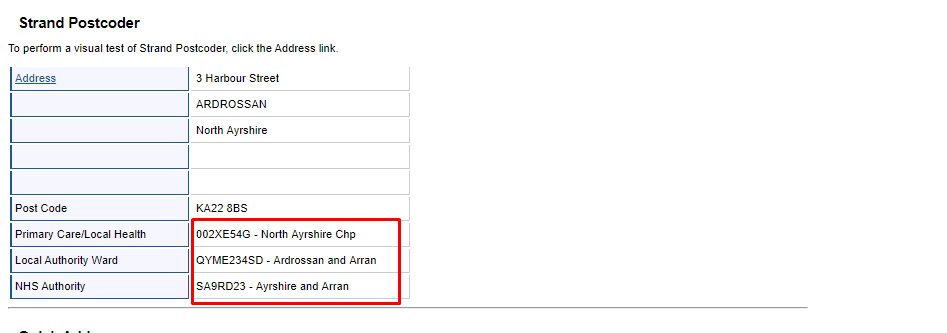 Strand Postcoder
To perform a visual test of Strand Postcoder, click the Address link.
Address 3 Harbour Street
ARDROSSAN
North Ayrshire
Post Code KA22 8BS
Primary Care/Local Health 002XE54G - North Ayrshire Chp
Local Authority Ward QYME234SD - Ardrossan and Arran
NHS Authority SA9RD23 - Ayrshire and Arran